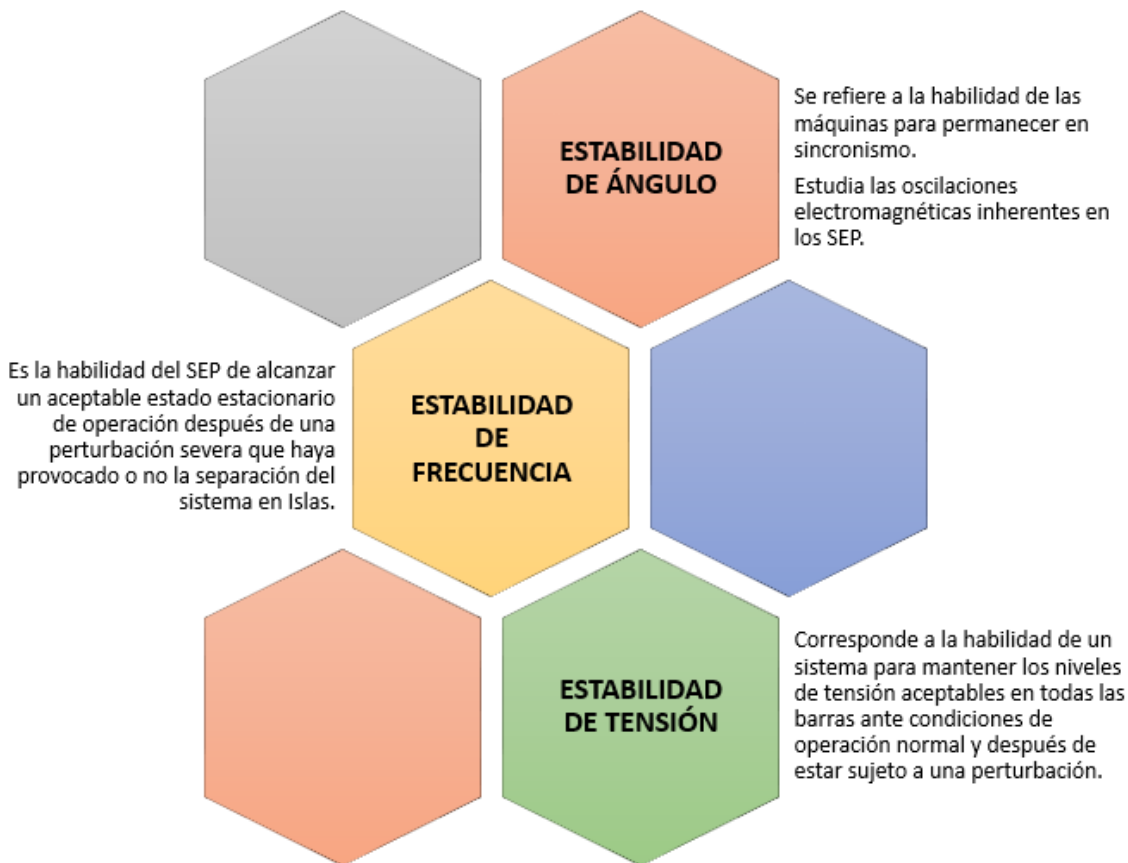 ESTABILIDAD
DE ÁNGULO
Se refiere a la habilidad de las
máquinas para permanecer en
sincronismo.
Estudia las oscilaciones
electromagnéticas inherentes en
los SEP.
Es la habilidad del SEP de alcanzar
un aceptable estado estacionario
de operación después de una
perturbación severa que haya
provocado o no la separación del
sistema en Islas.
ESTABILIDAD
DE
FRECUENCIA
ESTABILIDAD
DE TENSIÓN
Corresponde a la habilidad de un
sistema para mantener los niveles
de tensión aceptables en todas las
barras ante condiciones de
operación normal y después de
estar sujeto a una perturbación.